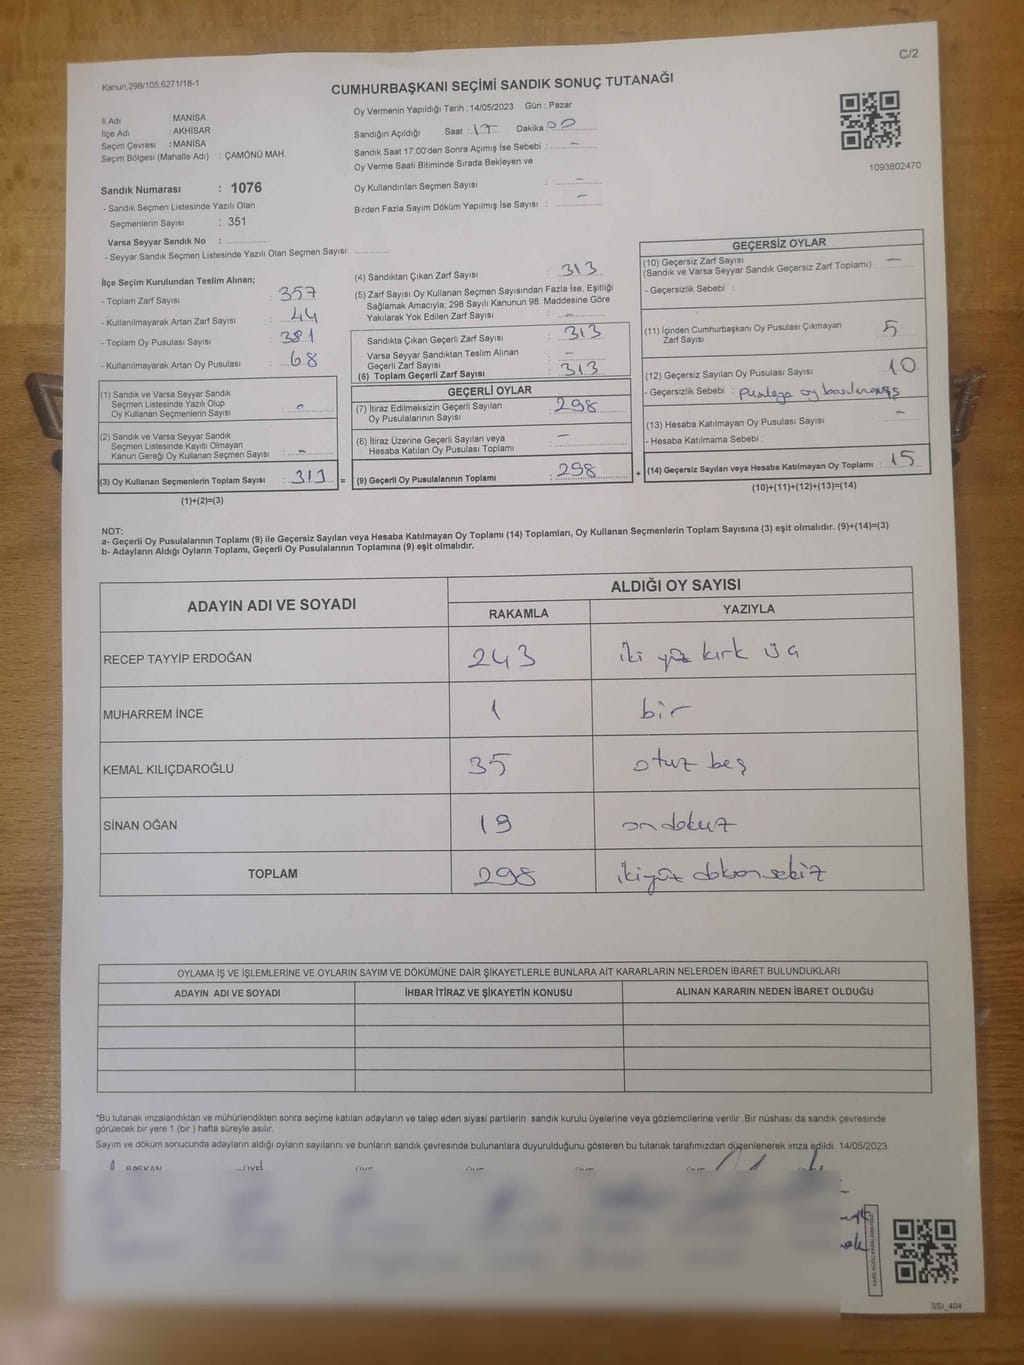 C/2
Kanun:298/105:6271/18-1
CUMHURBAŞKANI SEÇİMİ SANDIK SONUÇ TUTANAĞI
İl Adı : MANİSA
İlçe Adı : AKHİSAR
Seçim Çevresi : MANİSA
Seçim Bölgesi (Mahalle Adı) : ÇAMÖNÜ MAH.
Sandık Numarası : 1076
- Sandık Seçmen Listesinde Yazılı Olan
Seçmenlerin Sayısı : 351
Varsa Seyyar Sandık No :
- Seyyar Sandık Seçmen Listesinde Yazılı Olan Seçmen Sayısı:
Oy Vermenin Yapıldığı Tarih : 14/05/2023 Gün : Pazar
Sandığın Açıldığı Saat : 17 Dakika : 00
Sandık Saat 17:00'den Sonra Açımış İse Sebebi : -
Oy Verme Saati Bitiminde Sırada Bekleyen ve
Oy Kullandırılan Seçmen Sayısı : -
Birden Fazla Sayım Döküm Yapılmış İse Sayısı : -
1093802470
İlçe Seçim Kurulundan Teslim Alınan;
- Toplam Zarf Sayısı : 357
- Kullanılmayarak Artan Zarf Sayısı : 44
- Toplam Oy Pusulası Sayısı : 381
- Kullanılmayarak Artan Oy Pusulası : 68
(1) Sandık ve Varsa Seyyar Sandık
Seçmen Listesinde Yazılı Olup
Oy Kullanan Seçmenlerin Sayısı :
(2) Sandık ve Varsa Seyyar Sandık
Seçmen Listesinde Kayıtlı Olmayan
Kanun Gereği Oy Kullanan Seçmen Sayısı : -
(3) Oy Kullanan Seçmenlerin Toplam Sayısı : 313 =
(1)+(2)=(3)
(4) Sandıktan Çıkan Zarf Sayısı : 313
(5) Zarf Sayısı Oy Kullanan Seçmen Sayısından Fazla İse, Eşitliği
Sağlamak Amacıyla; 298 Sayılı Kanunun 98. Maddesine Göre
Yakılarak Yok Edilen Zarf Sayısı : -
Sandıkta Çıkan Geçerli Zarf Sayısı : 313
Varsa Seyyar Sandıktan Teslim Alınan
Geçerli Zarf Sayısı : -
(6) Toplam Geçerli Zarf Sayısı : 313
GEÇERLİ OYLAR
(7) İtiraz Edilmeksizin Geçerli Sayılan
Oy Pusulalarının Sayısı : 298
(8) İtiraz Üzerine Geçerli Sayılan veya
Hesaba Katılan Oy Pusulası Toplamı : -
(9) Geçerli Oy Pusulalarının Toplamı : 298 +
GEÇERSİZ OYLAR
(10) Geçersiz Zarf Sayısı
(Sandık ve Varsa Seyyar Sandık Geçersiz Zarf Toplamı) : -
- Geçersizlik Sebebi :
(11) İçinden Cumhurbaşkanı Oy Pusulası Çıkmayan
Zarf Sayısı : 5
(12) Geçersiz Sayılan Oy Pusulası Sayısı : 10
- Geçersizlik Sebebi : pusulaya oy basılmamış
(13) Hesaba Katılmayan Oy Pusulası Sayısı : -
- Hesaba Katılmama Sebebi :
(14) Geçersiz Sayılan veya Hesaba Katılmayan Oy Toplamı : 15
(10)+(11)+(12)+(13)=(14)
NOT:
a- Geçerli Oy Pusulalarının Toplamı (9) ile Geçersiz Sayılan veya Hesaba Katılmayan Oy Toplamı (14) Toplamları, Oy Kullanan Seçmenlerin Toplam Sayısına (3) eşit olmalıdır. (9)+(14)=(3)
b- Adayların Aldığı Oyların Toplamı, Geçerli Oy Pusulalarının Toplamına (9) eşit olmalıdır.
ADAYIN ADI VE SOYADI ALDIĞI OY SAYISI
RAKAMLA YAZIYLA
RECEP TAYYİP ERDOĞAN 243 iki yüz kırk üç
MUHARREM İNCE 1 bir
KEMAL KILIÇDAROĞLU 35 otuz beş
SİNAN OĞAN 19 on dokuz
TOPLAM 298 ikiyüz doksan sekiz
OYLAMA İŞ VE İŞLEMLERİNE VE OYLARIN SAYIM VE DÖKÜMÜNE DAİR ŞİKAYETLERLE BUNLARA AİT KARARLARIN NELERDEN İBARET BULUNDUKLARI
ADAYIN ADI VE SOYADI İHBAR İTİRAZ VE ŞİKAYETİN KONUSU ALINAN KARARIN NEDEN İBARET OLDUĞU
*Bu tutanak imzalandıktan ve mühürlendikten sonra seçime katılan adayların ve talep eden siyasi partilerin sandık kurulu üyelerine veya gözlemcilerine verilir. Bir nüshası da sandık çevresinde
görülecek bir yere 1 (bir) hafta süreyle asılır.
Sayım ve döküm sonucunda adayların aldığı oyların sayılarını ve bunların sandık çevresinde bulunanlara duyurulduğunu gösteren bu tutanak tarafımızdan düzenlenerek imza edildi. 14/05/2023
BAŞKAN
SSI_404